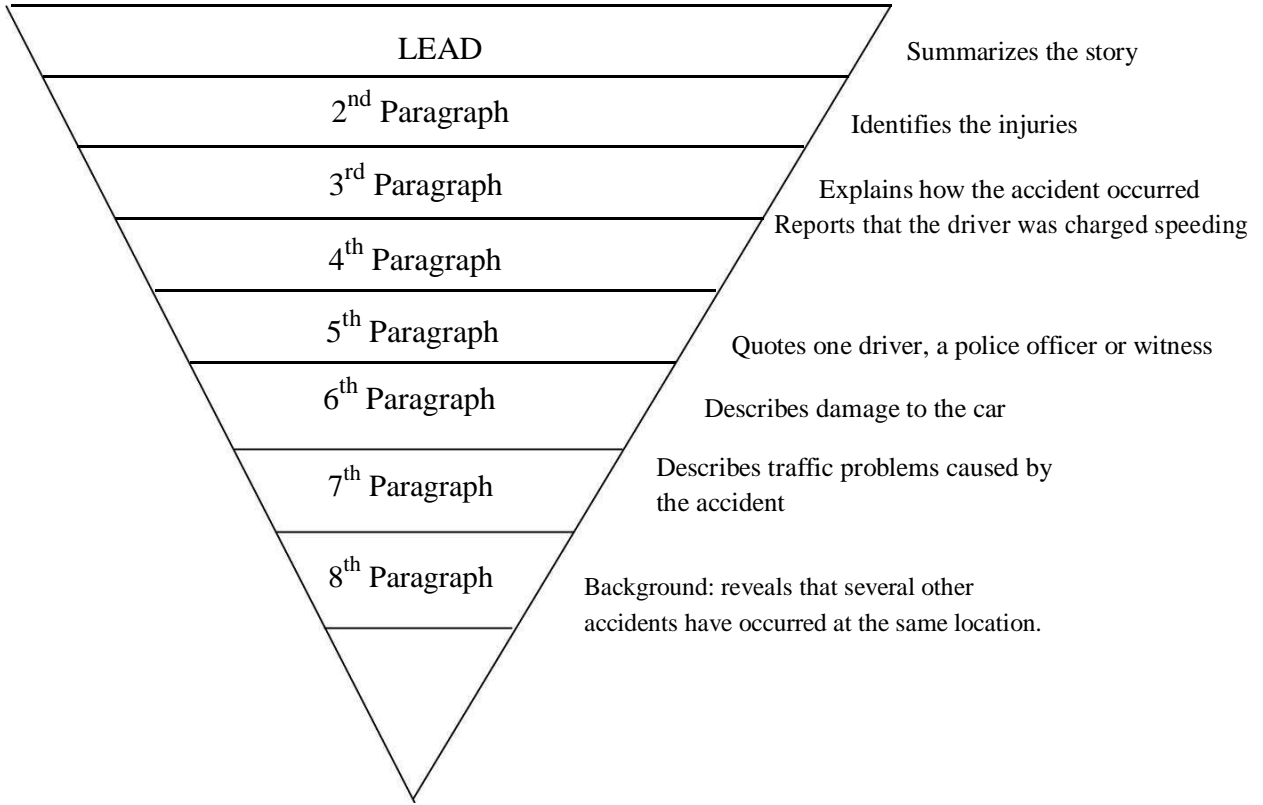 LEAD
Summarizes the story
2nd Paragraph
Identifies the injuries
3rd Paragraph
Explains how the accident occurred
Reports that the driver was charged speeding
4th Paragraph
5th Paragraph
Quotes one driver, a police officer or witness
6th Paragraph
Describes damage to the car
7th Paragraph
Describes traffic problems caused by
the accident
8th Paragraph
Background: reveals that several other
accidents have occurred at the same location.